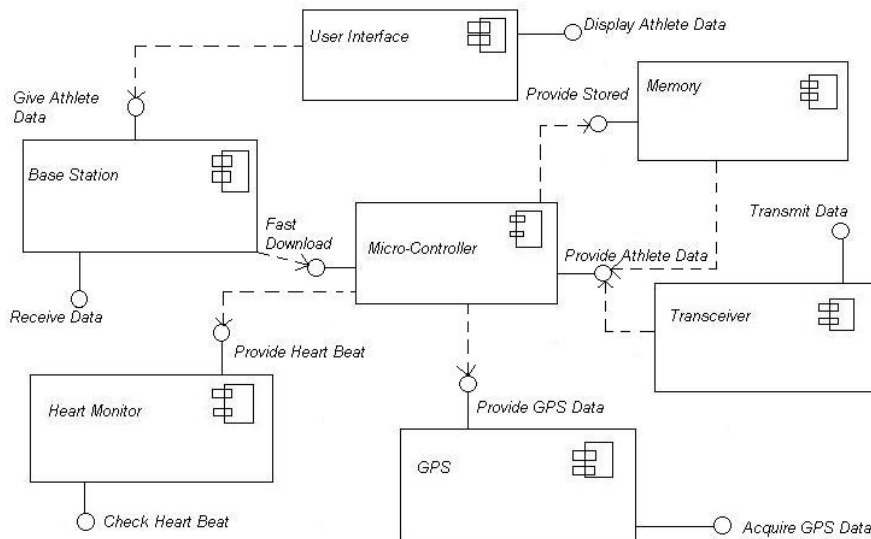 User Interface
Display Athlete Data
Give Athlete
Data
Provide Stored
Memory
Base Station
Fast
Download
Micro-Controller
Provide Athlete Data
Transmit Data
Receive Data
Transceiver
Provide Heart Beat
Heart Monitor
Provide GPS Data
GPS
Check Heart Beat
Acquire GPS Data